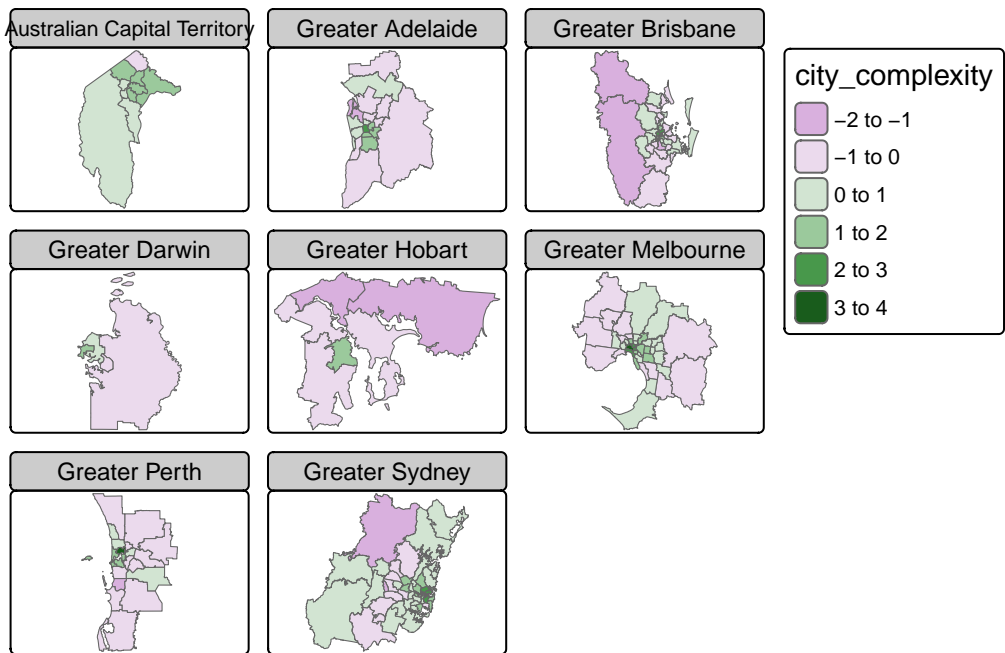 Australian Capital Territory
Greater Adelaide
Greater Brisbane
city_complexity
−2 to −1
−1 to 0
0 to 1
1 to 2
2 to 3
3 to 4
Greater Darwin
Greater Hobart
Greater Melbourne
Greater Perth
Greater Sydney